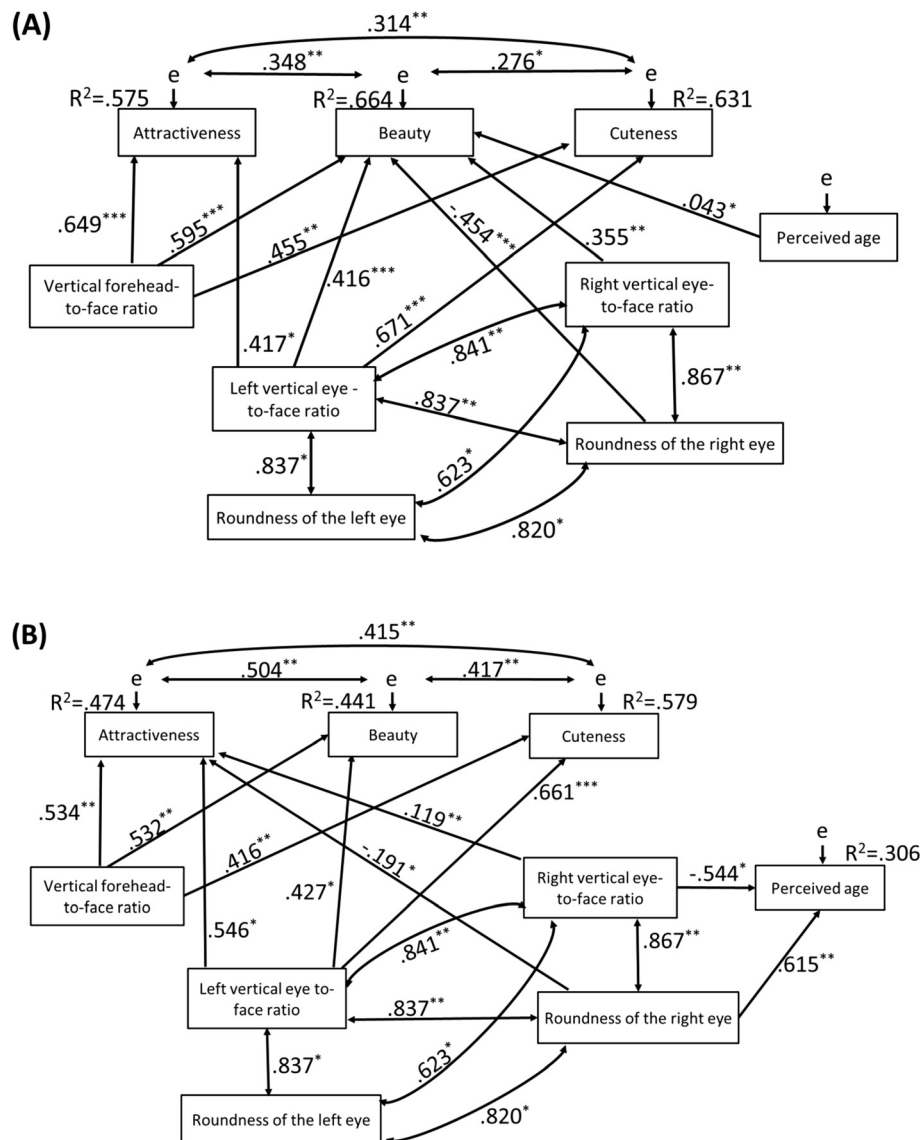 (A)
.314**
.348**
.276*
e
e
e
R²=.575
R²=.664
R²=.631
Attractiveness
Beauty
Cuteness
e
.649***
.595***
.455**
-.454***
.043*
.355**
Perceived age
Vertical forehead-
to-face ratio
.416***
.671***
Right vertical eye-
to-face ratio
.417*
.841**
.867**
Left vertical eye -
to-face ratio
.837**
Roundness of the right eye
.837*
.623*
Roundness of the left eye
.820*
(B)
.415**
.504**
.417**
e
e
e
R²=.474
R²=.441
R²=.579
Attractiveness
Beauty
Cuteness
.534**
.532**
.416**
.119**
.661***
-.191*
e
R²=.306
Vertical forehead-
to-face ratio
.427*
Right vertical eye-
to-face ratio
-.544*
Perceived age
.546*
.841**
.867**
.615**
Left vertical eye to-
face ratio
.837**
Roundness of the right eye
.837*
.623*
Roundness of the left eye
.820*